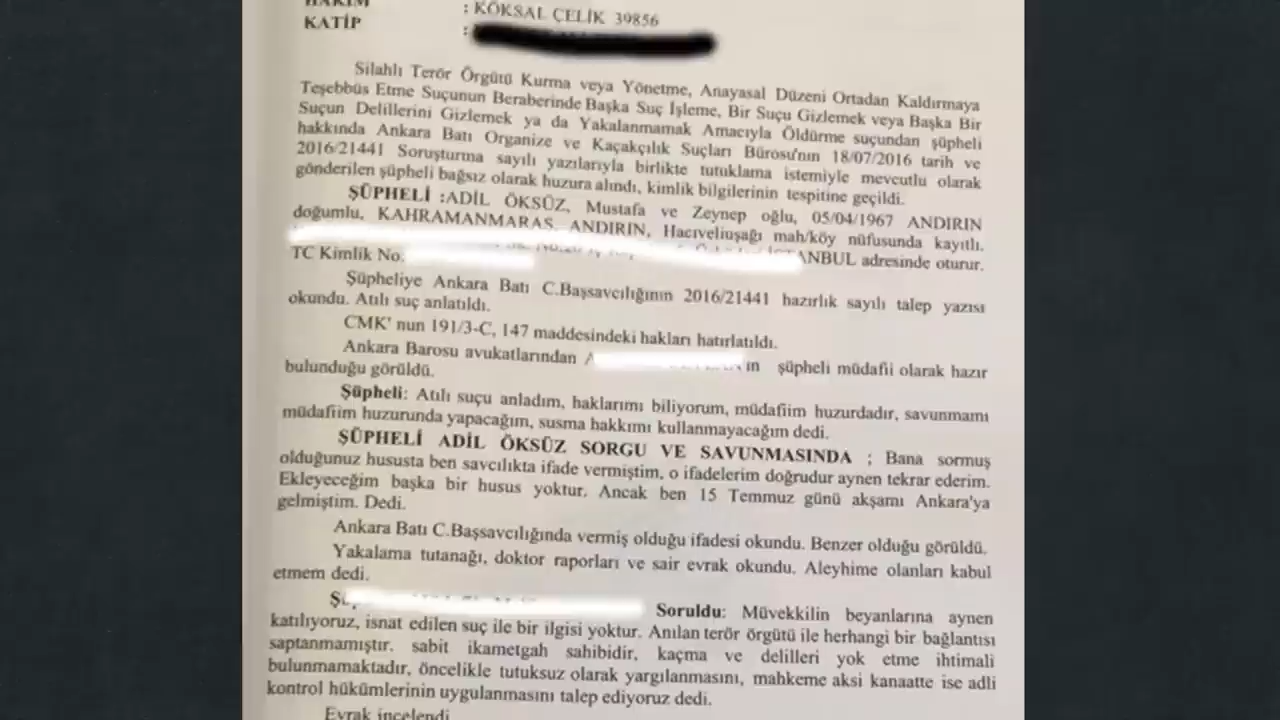 HAKİM : KÖKSAL ÇELİK 39856
KATİP :
Silahlı Terör Örgütü Kurma veya Yönetme, Anayasal Düzeni Ortadan Kaldırmaya
Teşebbüs Etme Suçunun Beraberinde Başka Suç İşleme, Bir Suçu Gizlemek veya Başka Bir
Suçun Delillerini Gizlemek ya da Yakalanmamak Amacıyla Öldürme suçundan şüpheli
hakkında Ankara Batı Organize ve Kaçakçılık Suçları Bürosu'nın 18/07/2016 tarih ve
2016/21441 Soruşturma sayılı yazılarıyla birlikte tutuklama istemiyle mevcutlu olarak
gönderilen şüpheli bağsız olarak huzura alındı, kimlik bilgilerinin tespitine geçildi.
ŞÜPHELİ :ADİL ÖKSÜZ, Mustafa ve Zeynep oğlu, 05/04/1967 ANDIRIN
doğumlu, KAHRAMANMARAŞ, ANDIRIN, Hacıveliuşağı mah/köy nüfusunda kayıtlı.
ANBUL adresinde oturur.
TC Kimlik No.
Şüpheliye Ankara Batı C.Başsavcılığının 2016/21441 hazırlık sayılı talep yazısı
okundu. Atılı suç anlatıldı.
CMK' nun 191/3-C, 147 maddesindeki hakları hatırlatıldı.
Ankara Barosu avukatlarından A ın şüpheli müdafii olarak hazır
bulunduğu görüldü.
Şüpheli: Atılı suçu anladım, haklarımı biliyorum, müdafiim huzurdadır, savunmamı
müdafiim huzurunda yapacağım, susma hakkımı kullanmayacağım dedi.
ŞÜPHELİ ADİL ÖKSÜZ SORGU VE SAVUNMASINDA ; Bana sormuş
olduğunuz hususta ben savcılıkta ifade vermiştim, o ifadelerim doğrudur aynen tekrar ederim.
Ekleyeceğim başka bir husus yoktur. Ancak ben 15 Temmuz günü akşamı Ankara'ya
gelmiştim. Dedi.
Ankara Batı C.Başsavcılığında vermiş olduğu ifadesi okundu. Benzer olduğu görüldü.
Yakalama tutanağı, doktor raporları ve sair evrak okundu. Aleyhime olanları kabul
etmem dedi.
Soruldu: Müvekkilin beyanlarına aynen
katılıyoruz, isnat edilen suç ile bir ilgisi yoktur. Anılan terör örgütü ile herhangi bir bağlantısı
saptanmamıştır. sabit ikametgah sahibidir, kaçma ve delilleri yok etme ihtimali
bulunmamaktadır, öncelikle tutuksuz olarak yargılanmasını, mahkeme aksi kanaatte ise adli
kontrol hükümlerinin uygulanmasını talep ediyoruz dedi.
Evrak incelendi